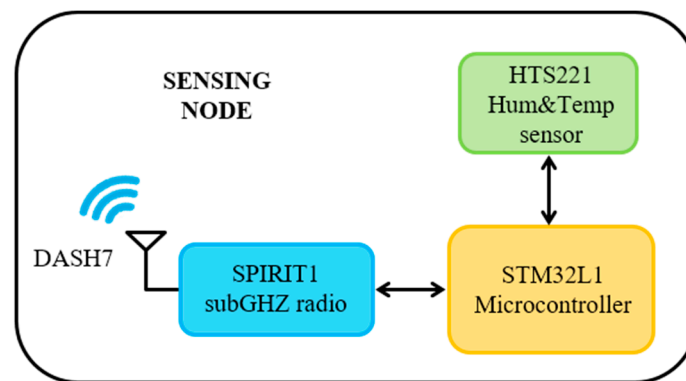 SENSING
NODE
HTS221
Hum&Temp
sensor
DASH7
SPIRIT1
subGHZ radio
STM32L1
Microcontroller